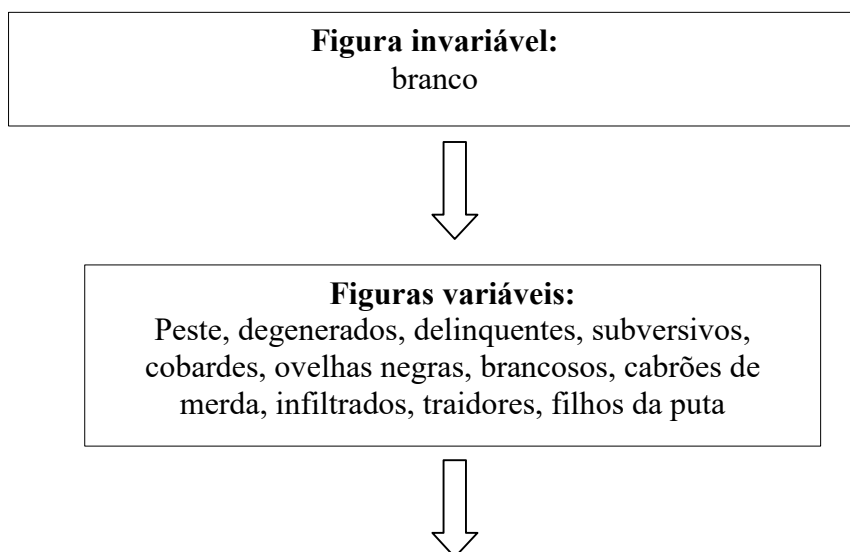 Figura invariável:
branco
Figuras variáveis:
Peste, degenerados, delinquentes, subversivos,
cobardes, ovelhas negras, brancosos, cabrões de
merda, infiltrados, traidores, filhos da puta